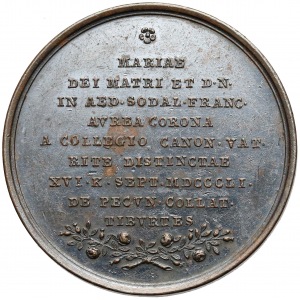 MARIAE
DEI MATRI ET D·N·
IN AED·SODAL·FRANC·
AVREA CORONA
A COLLEGIO CANON·VAT·
RITE DISTINCTAE
XVI·K·SEPT·MDCCCLI·
DE PECVN·COLLAT·
TIBVRTES